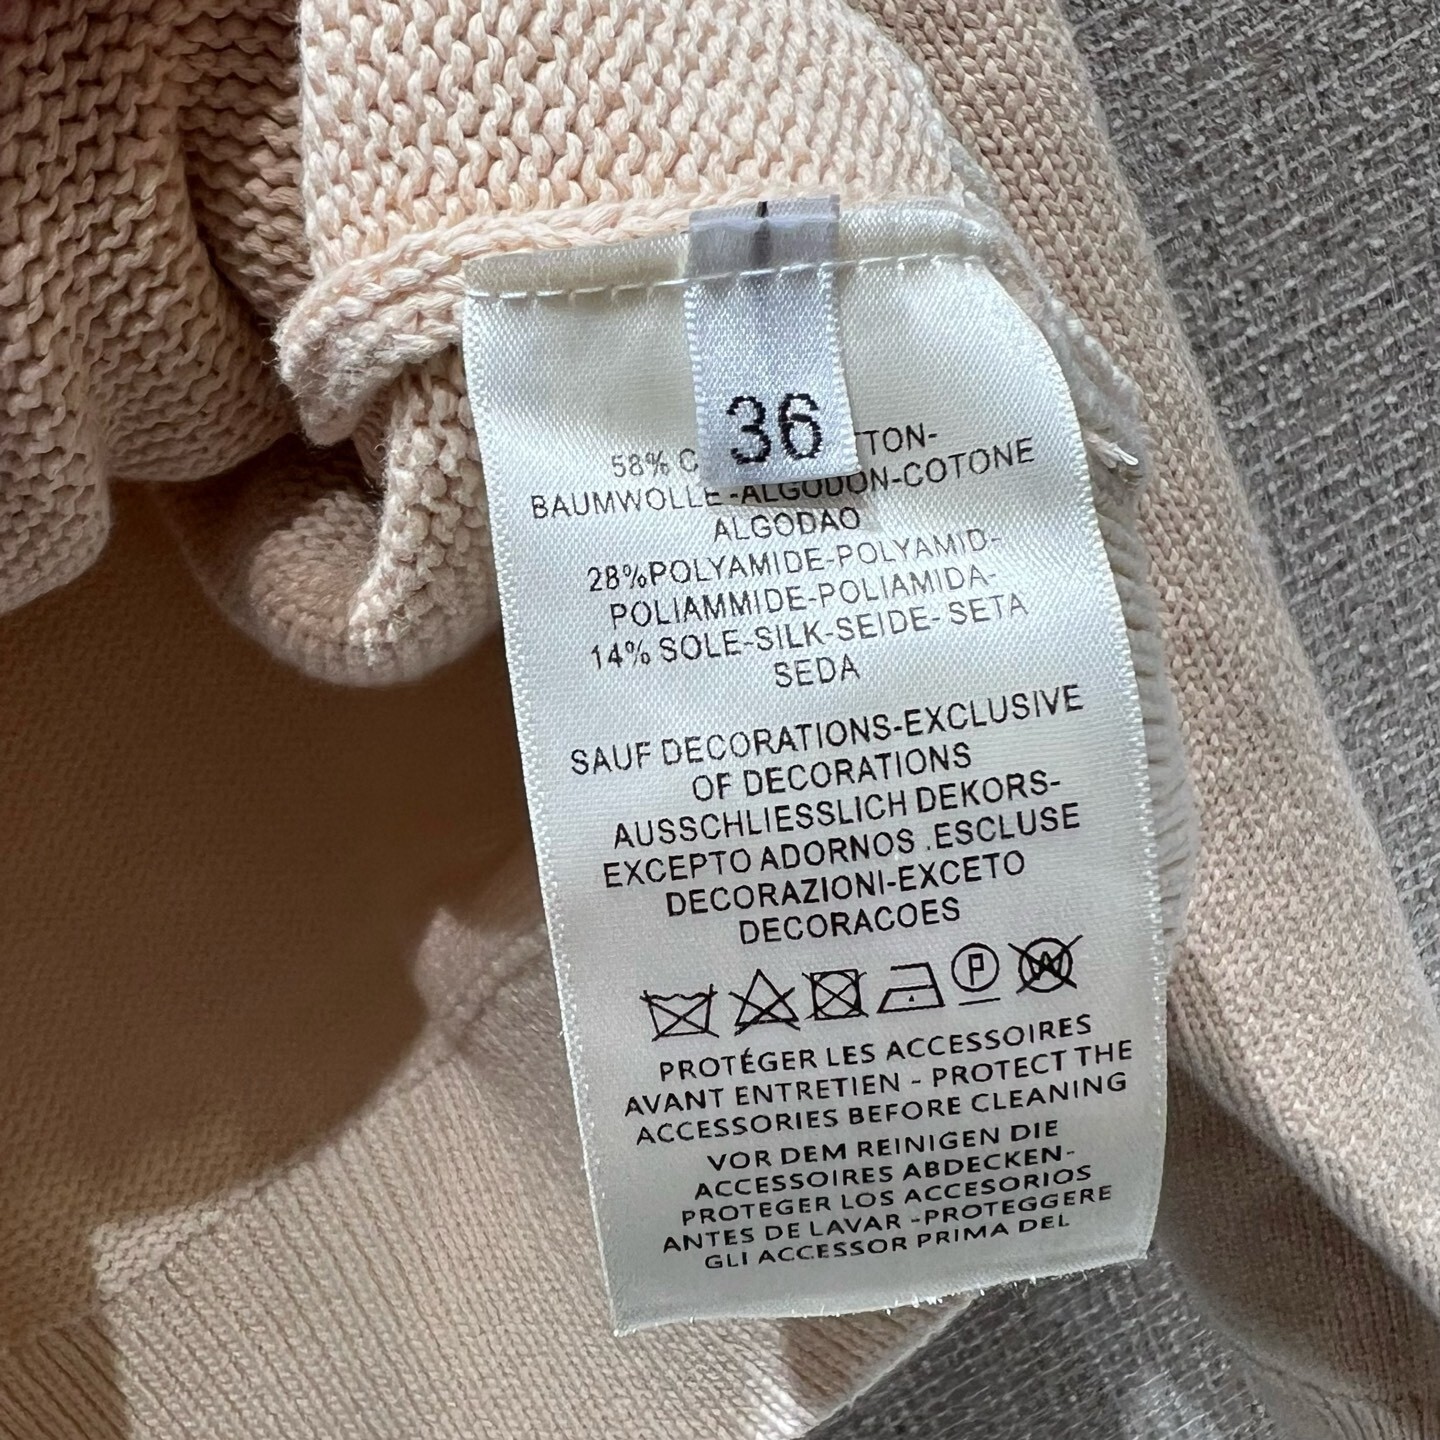 36
58% C TTON-
BAUMWOLLE -ALGODON-COTONE
ALGODAO
28%POLYAMIDE-POLYAMID-
POLIAMMIDE-POLIAMIDA-
14% SOLE-SILK-SEIDE- SETA
SEDA
SAUF DECORATIONS-EXCLUSIVE
OF DECORATIONS
AUSSCHLIESSLICH DEKORS-
EXCEPTO ADORNOS .ESCLUSE
DECORAZIONI-EXCETO
DECORACOES
P W
PROTÉGER LES ACCESSOIRES
AVANT ENTRETIEN - PROTECT THE
ACCESSORIES BEFORE CLEANING
VOR DEM REINIGEN DIE
ACCESSOIRES ABDECKEN-
PROTEGER LOS ACCESORIOS
ANTES DE LAVAR -PROTEGGERE
GLI ACCESSOR PRIMA DEL